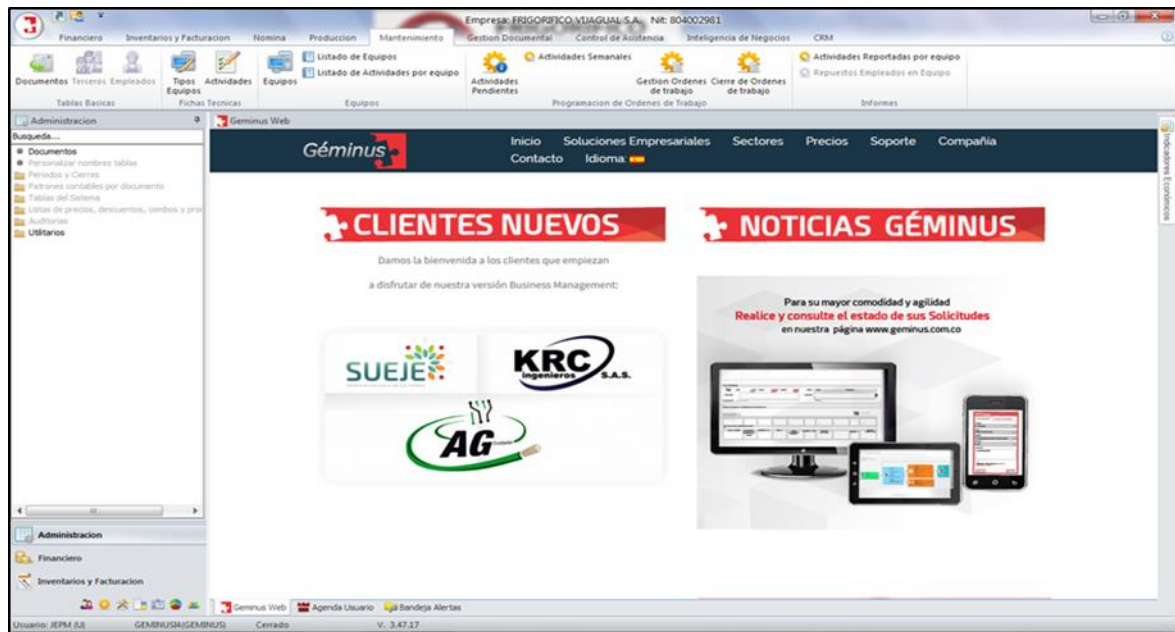 Empresa: FRIGORIFICO VIJAGUAL S.A. Nit: 804002981
Financiero Inventarios y Facturacion Nomina Produccion Mantenimiento Gestion Documental Control de Asistencia Inteligencia de Negocios CRM
Documentos Terceros Empleados
Tablas Basicas
Tipos Equipos
Actividades
Fichas Tecnicas
Equipos
Listado de Equipos
Listado de Actividades por equipo
Equipos
Actividades Pendientes
Actividades Semanales
Gestion Ordenes de trabajo
Cierre de Ordenes de trabajo
Programacion de Ordenes de Trabajo
Actividades Reportadas por equipo
Repuestos Empleados en Equipo
Informes
Administracion
Busqueda...
Documentos
Personalizar nombres tablas
Periodos y Cierres
Patrones contables por documento
Tablas del Sistema
Listas de precios, descuentos, combos y pro
Auditorias
Utilitarios
Administracion
Financiero
Inventarios y Facturacion
Geminus Web
Géminus
Inicio Soluciones Empresariales Sectores Precios Soporte Compañía
Contacto Idioma:
CLIENTES NUEVOS
Damos la bienvenida a los clientes que empiezan
a disfrutar de nuestra versión Business Management:
SUEJE
KRC
Ingenieros S.A.S.
AG
NOTICIAS GÉMINUS
Para su mayor comodidad y agilidad
Realice y consulte el estado de sus Solicitudes
en nuestra página www.geminus.com.co
Indicadores Económicos
Geminus Web Agenda Usuario Bandeja Alertas
Usuario: JEPM (U) GEMINUSI4(GEMINUS) Cerrado V. 3.47.17